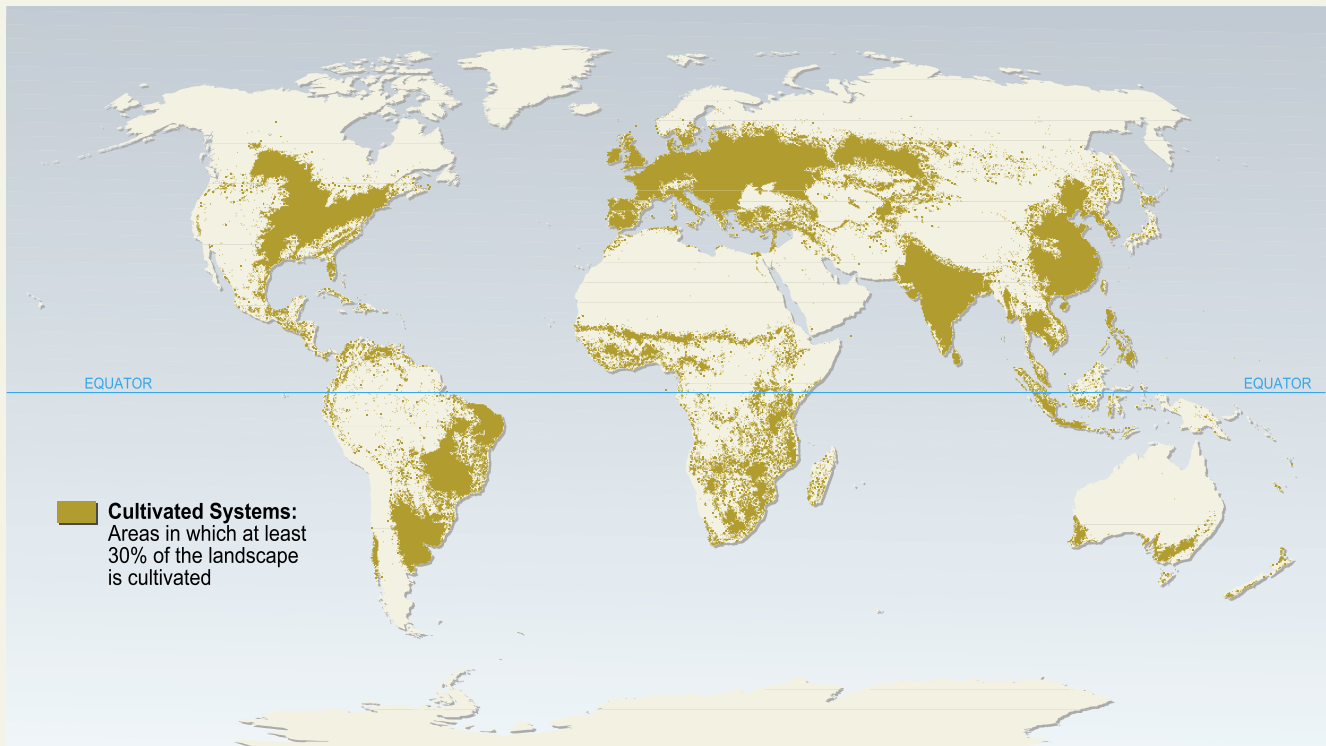 EQUATOR
EQUATOR
Cultivated Systems:
Areas in which at least
30% of the landscape
is cultivated